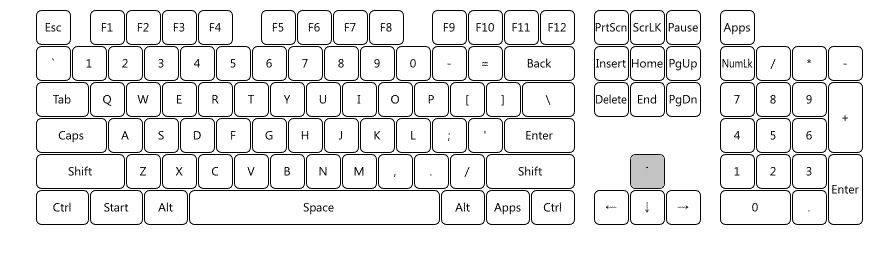 Esc F1 F2 F3 F4 F5 F6 F7 F8 F9 F10 F11 F12 PrtScn ScrLK Pause Apps
` 1 2 3 4 5 6 7 8 9 0 - = Back Insert Home PgUp NumLk / * -
Tab Q W E R T Y U I O P [ ] \ Delete End PgDn 7 8 9 +
Caps A S D F G H J K L ; ' Enter 4 5 6
Shift Z X C V B N M , . / Shift 1 2 3 Enter
Ctrl Start Alt Space Alt Apps Ctrl ← ↓ → 0 .